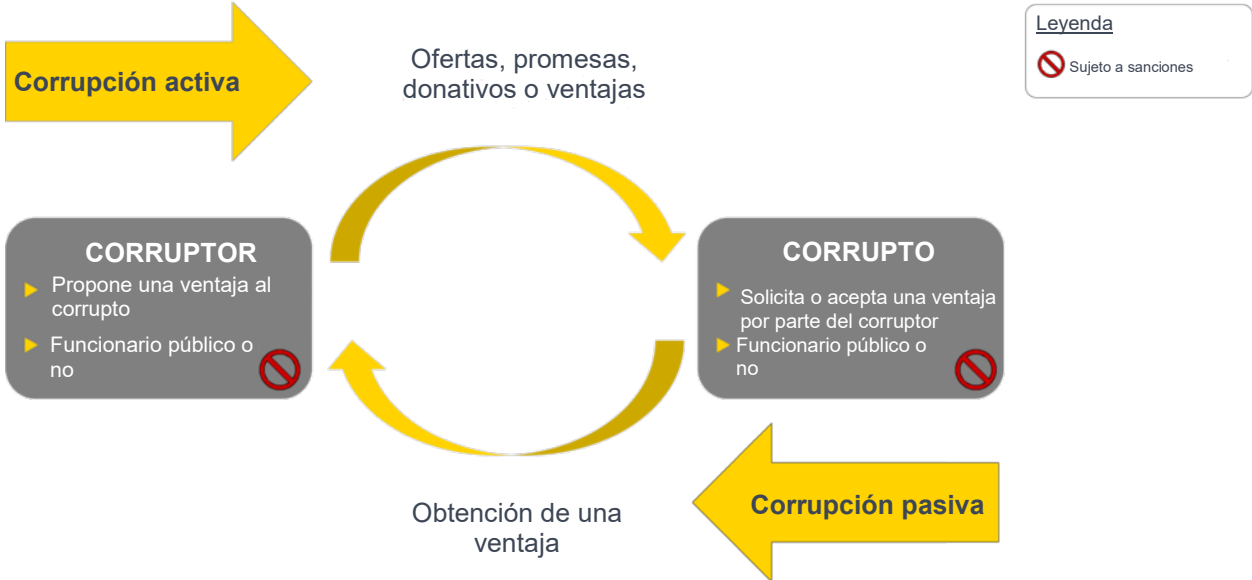 Corrupción activa
Ofertas, promesas,
donativos o ventajas
Leyenda
Sujeto a sanciones
CORRUPTOR
Propone una ventaja al
corrupto
Funcionario público o
no
CORRUPTO
Solicita o acepta una ventaja
por parte del corruptor
Funcionario público o
no
Obtención de una
ventaja
Corrupción pasiva